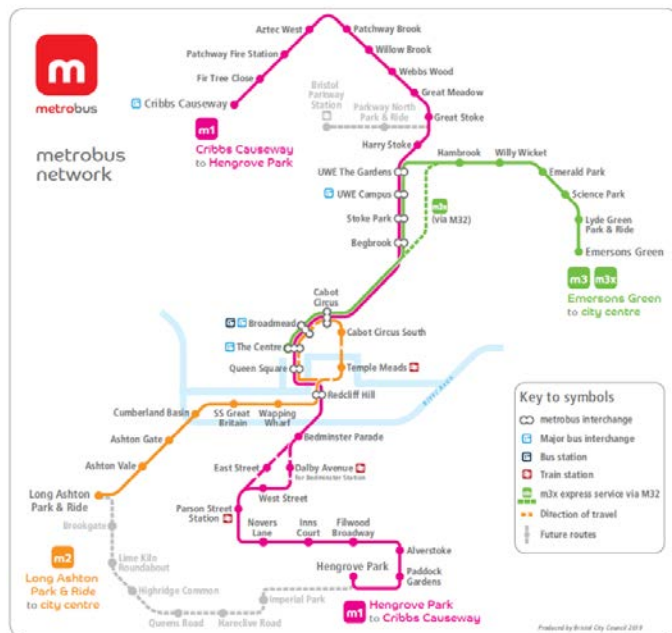 m
metrobus
metrobus
network
Aztec West
Patchway Brook
Patchway Fire Station
Willow Brook
Webbs Wood
Fir Tree Close
Great Meadow
Cribbs Causeway
Bristol
Parkway
Station
Parkway North
Park & Ride
Great Stoke
m1
Cribbs Causeway
to Hengrove Park
Harry Stoke
Hambrook
Willy Wicket
UWE The Gardens
Emerald Park
UWE Campus
Science Park
m3x
(via M32)
Stoke Park
Lyde Green
Park & Ride
Begbrook
Emersons Green
m3 m3x
Emersons Green
to city centre
Cabot
Circus
Broadmead
Cabot Circus South
The Centre
Queen Square
Temple Meads
Redcliff Hill
Cumberland Basin
SS Great
Britain
Wapping
Wharf
Ashton Gate
Bedminster Parade
Ashton Vale
East Street
Dalby Avenue
for Bedminster Station
Long Ashton
Park & Ride
West Street
Parson Street
Station
Brookgate
Novers
Lane
Inns
Court
Filwood
Broadway
m2
Long Ashton
Park & Ride
to city centre
Lime Kiln
Roundabout
Alverstoke
Hengrove Park
Paddock
Gardens
Highridge Common
Imperial Park
Queens Road
Hareclive Road
m1
Hengrove Park
to Cribbs Causeway
Key to symbols
metrobus interchange
Major bus interchange
Bus station
Train station
m3x express service via M32
Direction of travel
Future routes
Produced by Bristol City Council 2018